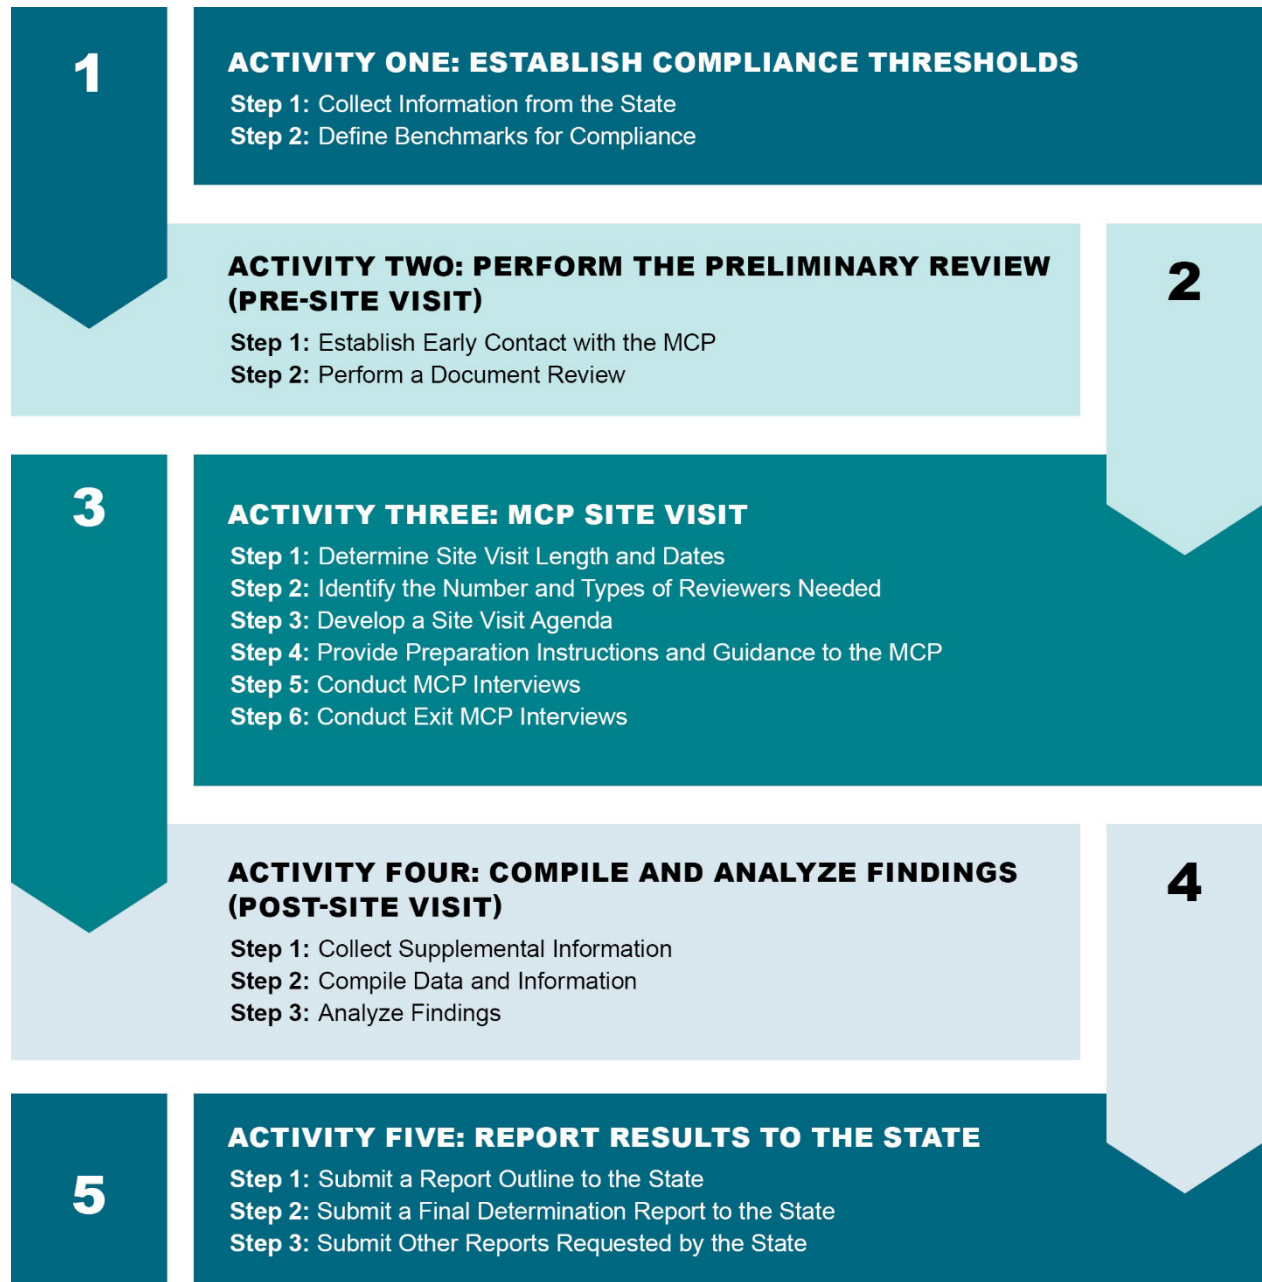 1
ACTIVITY ONE: ESTABLISH COMPLIANCE THRESHOLDS
Step 1: Collect Information from the State
Step 2: Define Benchmarks for Compliance
ACTIVITY TWO: PERFORM THE PRELIMINARY REVIEW
(PRE-SITE VISIT)
2
Step 1: Establish Early Contact with the MCP
Step 2: Perform a Document Review
3
ACTIVITY THREE: MCP SITE VISIT
Step 1: Determine Site Visit Length and Dates
Step 2: Identify the Number and Types of Reviewers Needed
Step 3: Develop a Site Visit Agenda
Step 4: Provide Preparation Instructions and Guidance to the MCP
Step 5: Conduct MCP Interviews
Step 6: Conduct Exit MCP Interviews
ACTIVITY FOUR: COMPILE AND ANALYZE FINDINGS
(POST-SITE VISIT)
4
Step 1: Collect Supplemental Information
Step 2: Compile Data and Information
Step 3: Analyze Findings
5
ACTIVITY FIVE: REPORT RESULTS TO THE STATE
Step 1: Submit a Report Outline to the State
Step 2: Submit a Final Determination Report to the State
Step 3: Submit Other Reports Requested by the State